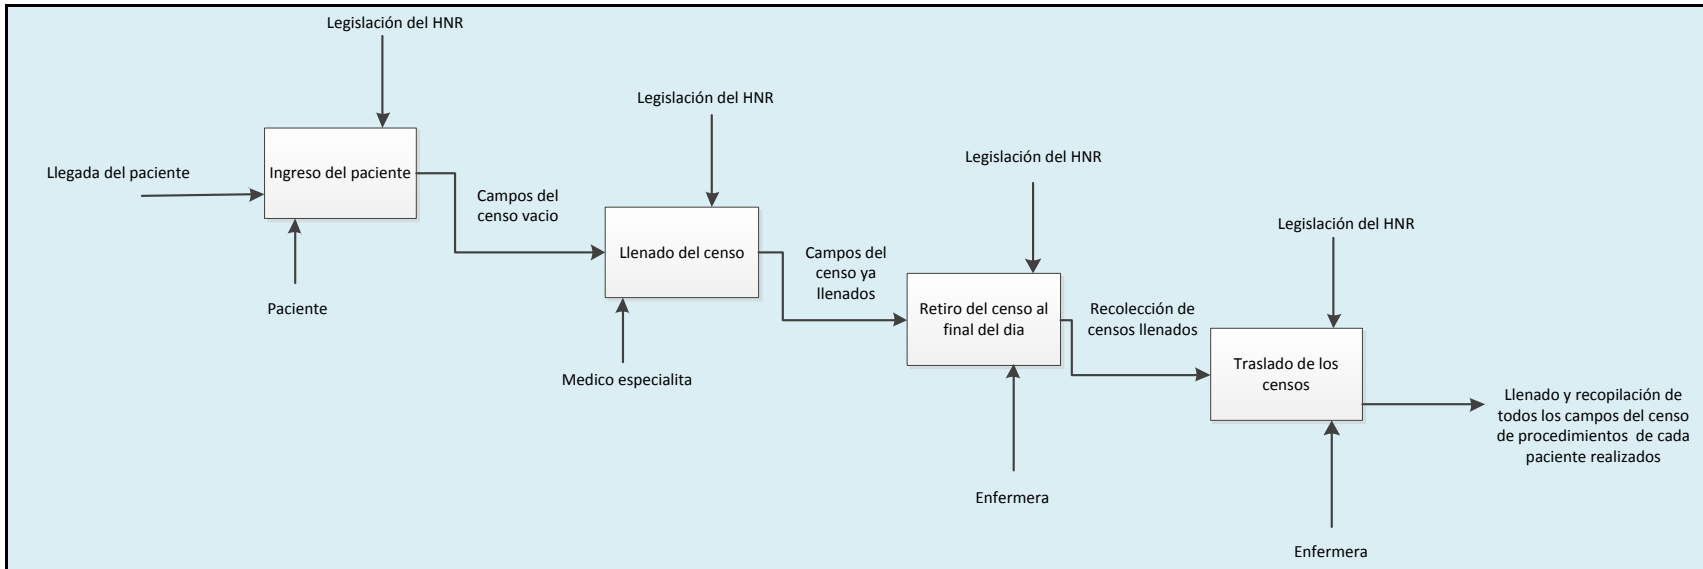 Legislación del HNR
Llegada del paciente
Ingreso del paciente
Paciente
Campos del
censo vacio
Legislación del HNR
Llenado del censo
Medico especialita
Campos del
censo ya
llenados
Legislación del HNR
Retiro del censo al
final del dia
Enfermera
Recolección de
censos llenados
Legislación del HNR
Traslado de los
censos
Enfermera
Llenado y recopilación de
todos los campos del censo
de procedimientos de cada
paciente realizados